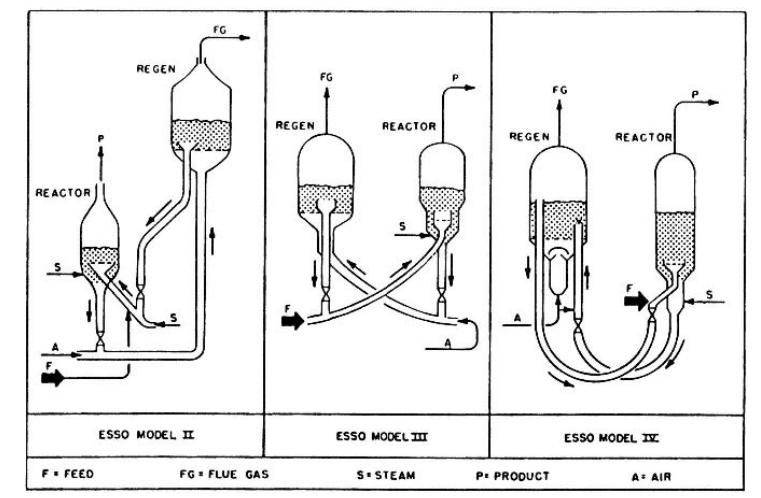 FG
REGEN
P
REACTOR
S
S
A
F
FG
REGEN
P
REACTOR
S
F
A
FG
REGEN
P
REACTOR
F
S
A
ESSO MODEL II
ESSO MODEL III
ESSO MODEL IV
F = FEED
FG = FLUE GAS
S = STEAM
P = PRODUCT
A = AIR